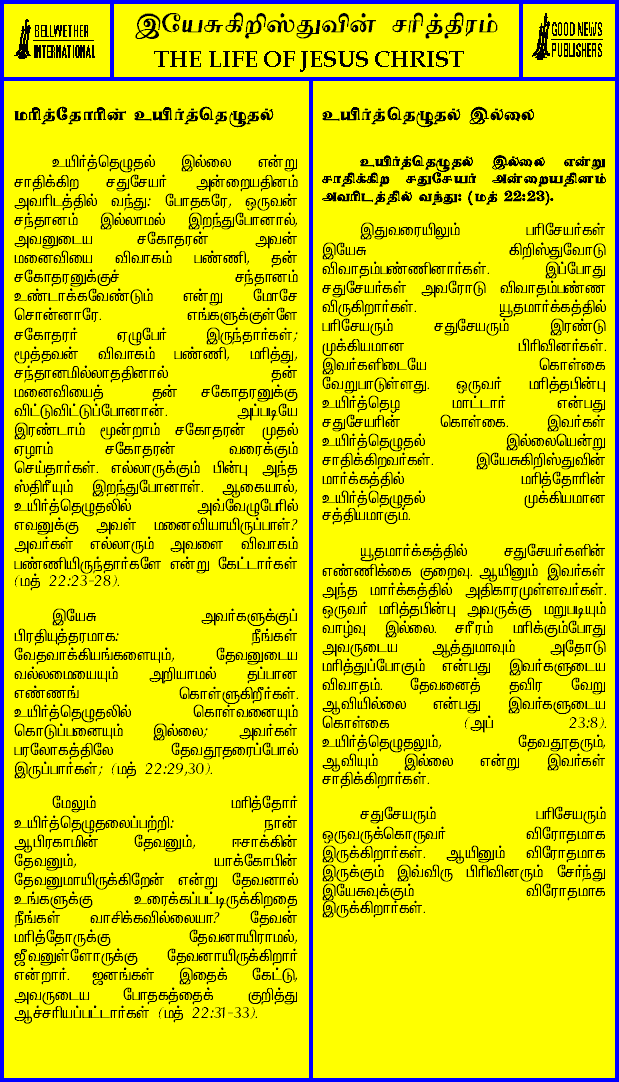 BELLWETHER
INTERNATIONAL
இயேசுகிறிஸ்துவின் சரித்திரம்
THE LIFE OF JESUS CHRIST
GOOD NEWS
PUBLISHERS
மரித்தோரின் உயிர்த்தெழுதல்
உயிர்த்தெழுதல் இல்லை என்று
சாதிக்கிற சதுசேயர் அன்றையதினம்
அவரிடத்தில் வந்து: போதகரே, ஒருவன்
சந்தானம் இல்லாமல் இறந்துபோனால்,
அவனுடைய சகோதரன் அவன்
மனைவியை விவாகம் பண்ணி, தன்
சகோதரனுக்குச் சந்தானம்
உண்டாக்கவேண்டும் என்று மோசே
சொன்னாரே. எங்களுக்குள்ளே
சகோதரர் ஏழுபேர் இருந்தார்கள்;
மூத்தவன் விவாகம் பண்ணி, மரித்து,
சந்தானமில்லாததினால் தன்
மனைவியைத் தன் சகோதரனுக்கு
விட்டுவிட்டுப்போனான். அப்படியே
இரண்டாம் மூன்றாம் சகோதரன் முதல்
ஏழாம் சகோதரன் வரைக்கும்
செய்தார்கள். எல்லாருக்கும் பின்பு அந்த
ஸ்திரீயும் இறந்துபோனாள். ஆகையால்,
உயிர்த்தெழுதலில் அவ்வேழுபேரில்
எவனுக்கு அவள் மனைவியாயிருப்பாள்?
அவர்கள் எல்லாரும் அவளை விவாகம்
பண்ணியிருந்தார்களே என்று கேட்டார்கள்
(மத் 22:23-28).
இயேசு அவர்களுக்குப்
பிரதியுத்தரமாக: நீங்கள்
வேதவாக்கியங்களையும், தேவனுடைய
வல்லமையையும் அறியாமல் தப்பான
எண்ணங் கொள்ளுகிறீர்கள்.
உயிர்த்தெழுதலில் கொள்வனையும்
கொடுப்பனையும் இல்லை; அவர்கள்
பரலோகத்திலே தேவதூதரைப்போல்
இருப்பார்கள்; (மத் 22:29,30).
மேலும் மரித்தோர்
உயிர்த்தெழுதலைப்பற்றி: நான்
ஆபிரகாமின் தேவனும், ஈசாக்கின்
தேவனும், யாக்கோபின்
தேவனுமாயிருக்கிறேன் என்று தேவனால்
உங்களுக்கு உரைக்கப்பட்டிருக்கிறதை
நீங்கள் வாசிக்கவில்லையா? தேவன்
மரித்தோருக்கு தேவனாயிராமல்,
ஜீவனுள்ளோருக்கு தேவனாயிருக்கிறார்
என்றார். ஜனங்கள் இதைக் கேட்டு,
அவருடைய போதகத்தைக் குறித்து
ஆச்சரியப்பட்டார்கள் (மத் 22:31-33).
உயிர்த்தெழுதல் இல்லை
உயிர்த்தெழுதல் இல்லை என்று
சாதிக்கிற சதுசேயர் அன்றையதினம்
அவரிடத்தில் வந்து: (மத் 22:23).
இதுவரையிலும் பரிசேயர்கள்
இயேசு கிறிஸ்துவோடு
விவாதம்பண்ணினார்கள். இப்போது
சதுசேயர்கள் அவரோடு விவாதம்பண்ண
விருகிறார்கள். யூதமார்க்கத்தில்
பரிசேயரும் சதுசேயரும் இரண்டு
முக்கியமான பிரிவினர்கள்.
இவர்களிடையே கொள்கை
வேறுபாடுள்ளது. ஒருவர் மரித்தபின்பு
உயிர்த்தெழ மாட்டார் என்பது
சதுசேயரின் கொள்கை. இவர்கள்
உயிர்த்தெழுதல் இல்லையென்று
சாதிக்கிறவர்கள். இயேசுகிறிஸ்துவின்
மார்க்கத்தில் மரித்தோரின்
உயிர்த்தெழுதல் முக்கியமான
சத்தியமாகும்.
யூதமார்க்கத்தில் சதுசேயர்களின்
எண்ணிக்கை குறைவு. ஆயினும் இவர்கள்
அந்த மார்க்கத்தில் அதிகாரமுள்ளவர்கள்.
ஒருவர் மரித்தபின்பு அவருக்கு மறுபடியும்
வாழ்வு இல்லை. சரீரம் மரிக்கும்போது
அவருடைய ஆத்துமாவும் அதோடு
மரித்துப்போகும் என்பது இவர்களுடைய
விவாதம். தேவனைத் தவிர வேறு
ஆவியில்லை என்பது இவர்களுடைய
கொள்கை (அப் 23:8).
உயிர்த்தெழுதலும், தேவதூதரும்,
ஆவியும் இல்லை என்று இவர்கள்
சாதிக்கிறார்கள்.
சதுசேயரும் பரிசேயரும்
ஒருவருக்கொருவர் விரோதமாக
இருக்கிறார்கள். ஆயினும் விரோதமாக
இருக்கும் இவ்விரு பிரிவினரும் சேர்ந்து
இயேசுவுக்கும் விரோதமாக
இருக்கிறார்கள்.